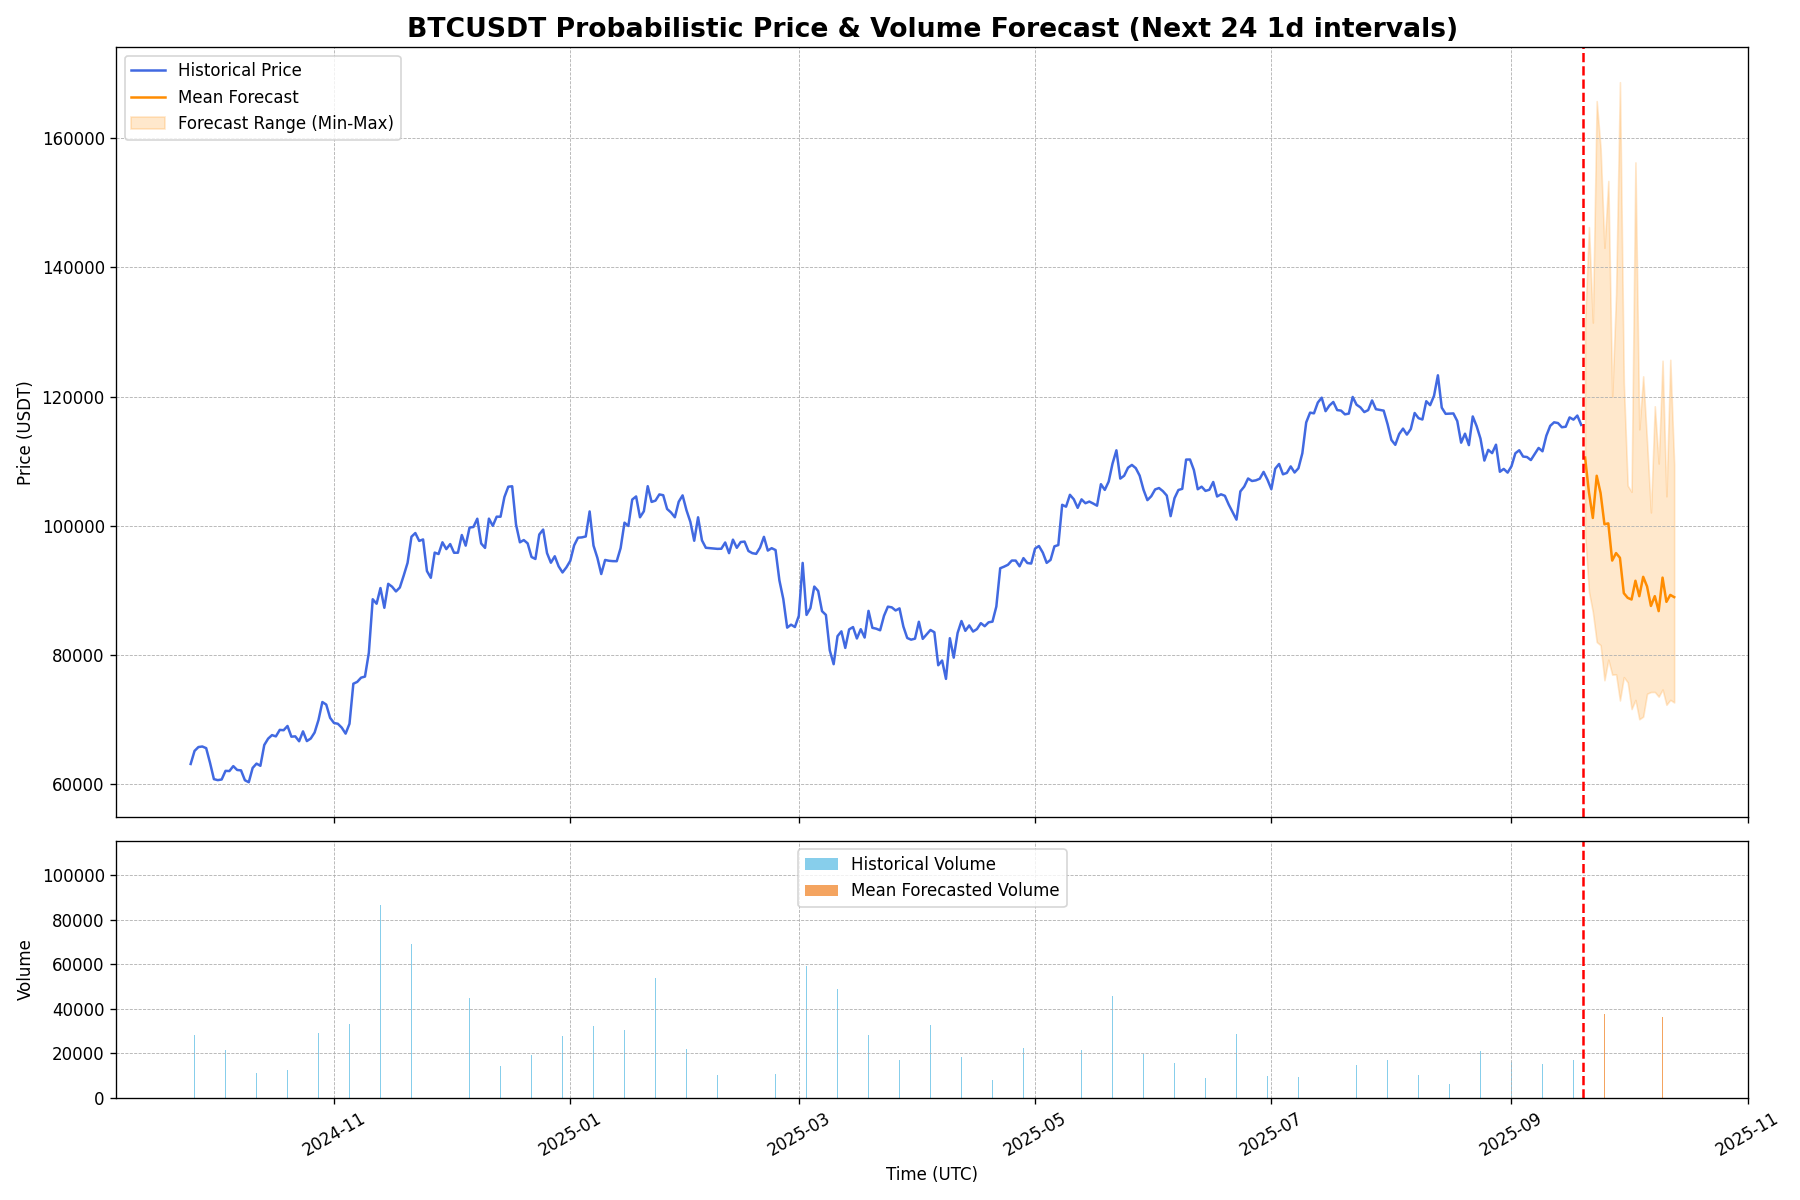 BTCUSDT Probabilistic Price & Volume Forecast (Next 24 1d intervals)
Historical Price
Mean Forecast
Forecast Range (Min-Max)
Price (USDT)
160000
140000
120000
100000
80000
60000
Historical Volume
Mean Forecasted Volume
Volume
100000
80000
60000
40000
20000
0
2024-11
2025-01
2025-03
2025-05
2025-07
2025-09
2025-11
Time (UTC)